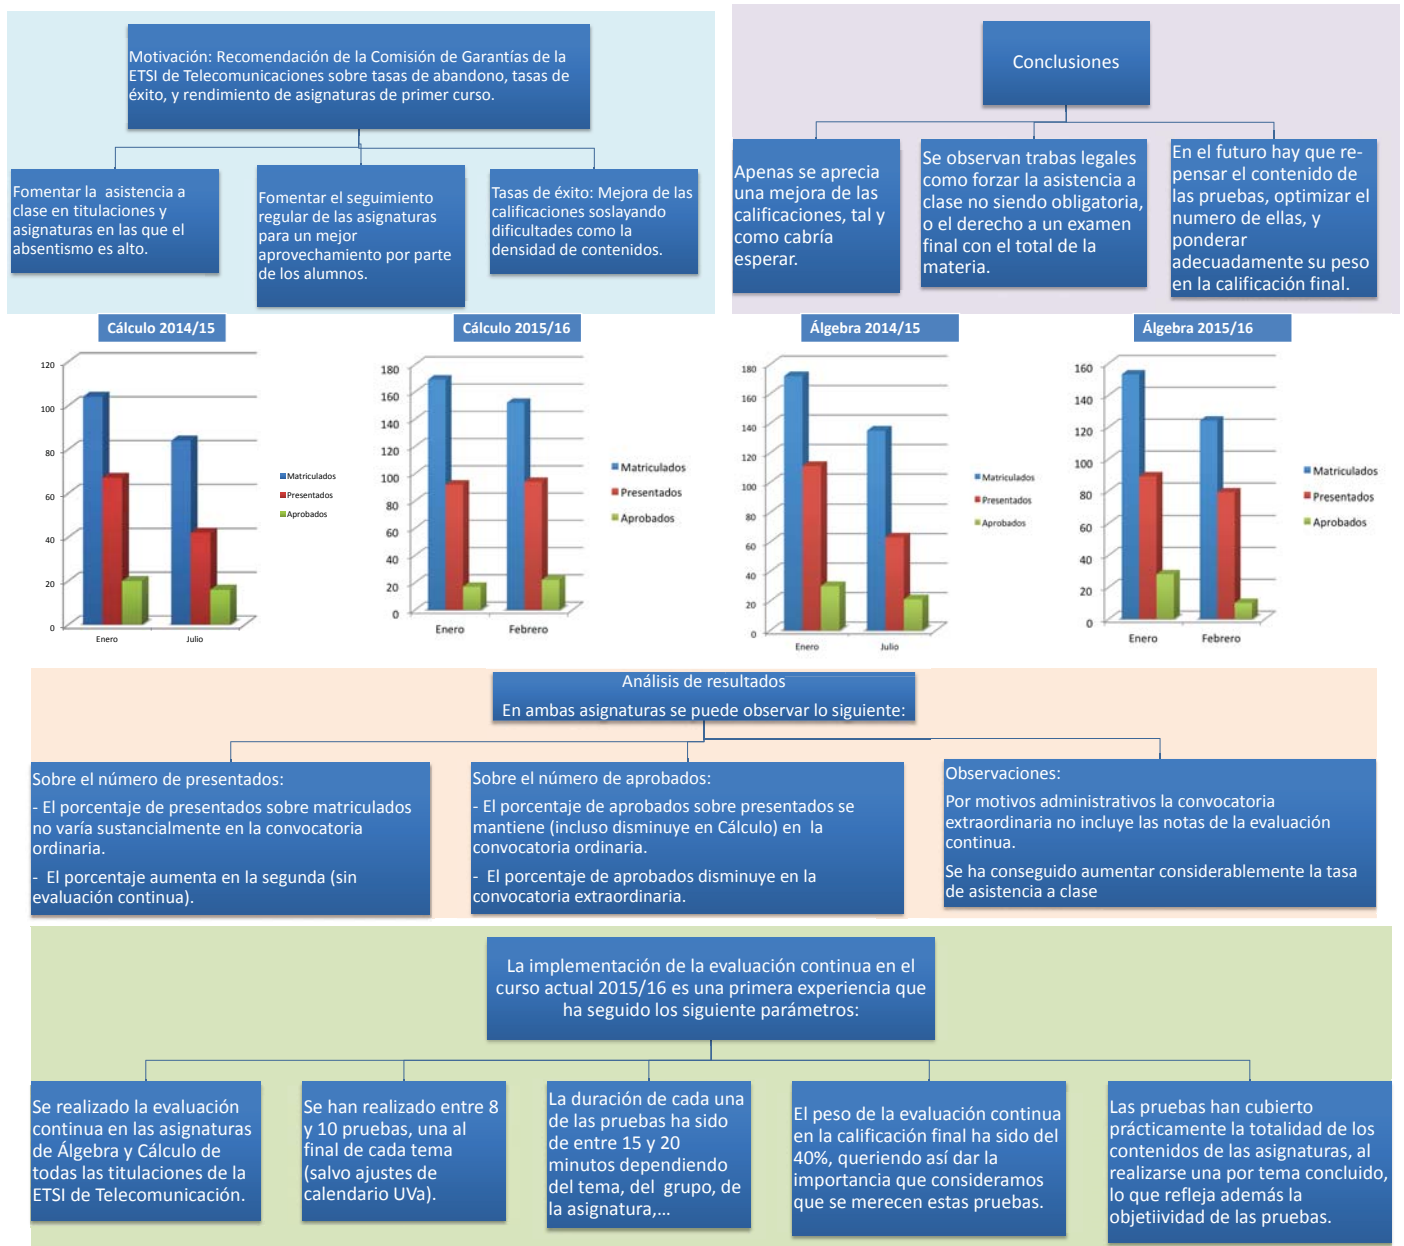 Motivación: Recomendación de la Comisión de Garantías de la
ETSI de Telecomunicaciones sobre tasas de abandono, tasas de
éxito, y rendimiento de asignaturas de primer curso.
Fomentar la  asistencia a
clase en titulaciones y
asignaturas en las que el
absentismo es alto.
Fomentar el seguimiento
regular de las asignaturas
para un mejor
aprovechamiento por parte
de los alumnos.
Tasas de éxito: Mejora de las
calificaciones soslayando
dificultades como la
densidad de contenidos.
Conclusiones
Apenas se aprecia
una mejora de las
calificaciones, tal y
como cabría
esperar.
Se observan trabas legales
como forzar la asistencia a
clase no siendo obligatoria,
o el derecho a un examen
final con el total de la
materia.
En el futuro hay que re-
pensar el contenido de
las pruebas, optimizar el
numero de ellas, y
ponderar
adecuadamente su peso
en la calificación final.
Cálculo 2014/15
120
100
80
60
40
20
0
Enero
Julio
Matriculados
Presentados
Aprobados
Cálculo 2015/16
180
160
140
120
100
80
60
40
20
0
Enero
Febrero
Matriculados
Presentados
Aprobados
Álgebra 2014/15
180
160
140
120
100
80
60
40
20
0
Enero
Julio
Matriculados
Presentados
Aprobados
Álgebra 2015/16
160
140
120
100
80
60
40
20
0
Enero
Febrero
Matriculados
Presentados
Aprobados
Análisis de resultados
En ambas asignaturas se puede observar lo siguiente:
Sobre el número de presentados:
- El porcentaje de presentados sobre matriculados
no varía sustancialmente en la convocatoria
ordinaria.
-  El porcentaje aumenta en la segunda (sin
evaluación continua).
Sobre el número de aprobados:
- El porcentaje de aprobados sobre presentados se
mantiene (incluso disminuye en Cálculo) en  la
convocatoria ordinaria.
-  El porcentaje de aprobados disminuye en la
convocatoria extraordinaria.
Observaciones:
Por motivos administrativos la convocatoria
extraordinaria no incluye las notas de la evaluación
continua.
Se ha conseguido aumentar considerablemente la tasa
de asistencia a clase
La implementación de la evaluación continua en el
curso actual 2015/16 es una primera experiencia que
ha seguido los siguiente parámetros:
Se realizado la evaluación
continua en las asignaturas
de Álgebra y Cálculo de
todas las titulaciones de la
ETSI de Telecomunicación.
Se han realizado entre 8
y 10 pruebas, una al
final de cada tema
(salvo ajustes de
calendario UVa).
La duración de cada una
de las pruebas ha sido
de entre 15 y 20
minutos dependiendo
del tema, del  grupo, de
la asignatura,...
El peso de la evaluación continua
en la calificación final ha sido del
40%, queriendo así dar la
importancia que consideramos
que se merecen estas pruebas.
Las pruebas han cubierto
prácticamente la totalidad de los
contenidos de las asignaturas, al
realizarse una por tema concluido,
lo que refleja además la
objetiividad de las pruebas.